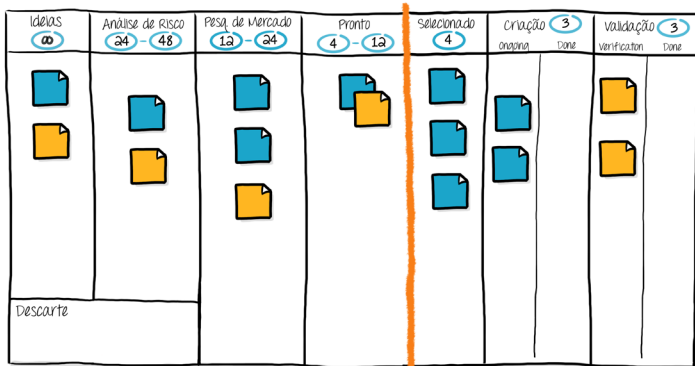 Ideias
∞
Análise de Risco
24 - 48
Pesq. de Mercado
12 - 24
Pronto
4 - 12
Selecionado
4
Criação 3
Ongoing Done
Validação 3
Verification Done
Descarte